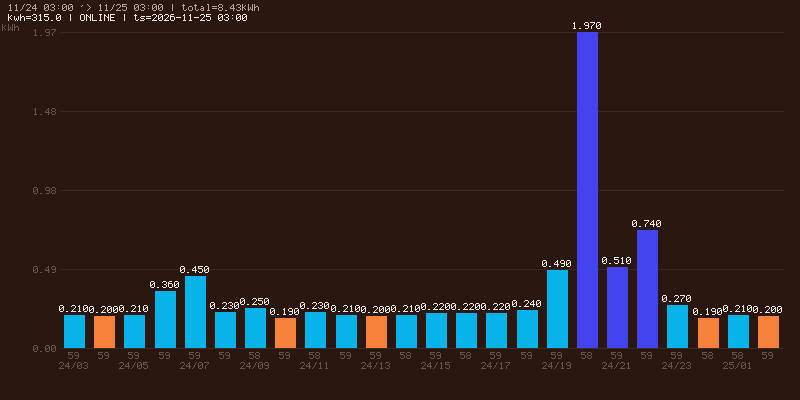 11/24 03:00 -> 11/25 03:00 | total=8.43kWh
Kwh=315.0 | ONLINE | ts=2026-11-25 03:00
kWh
1.97
1.970
1.48
0.98
0.740
0.49
0.490
0.510
0.450
0.360
0.210 0.200 0.210 0.230 0.250 0.190 0.230 0.210 0.200 0.210 0.220 0.220 0.220 0.240 0.270 0.190 0.210 0.200
0.00
59 59 59 59 59 59 58 59 58 59 59 58 59 58 59 59 59 58 59 59 59 58 58 59
24/03 24/05 24/07 24/09 24/11 24/13 24/15 24/17 24/19 24/21 24/23 25/01